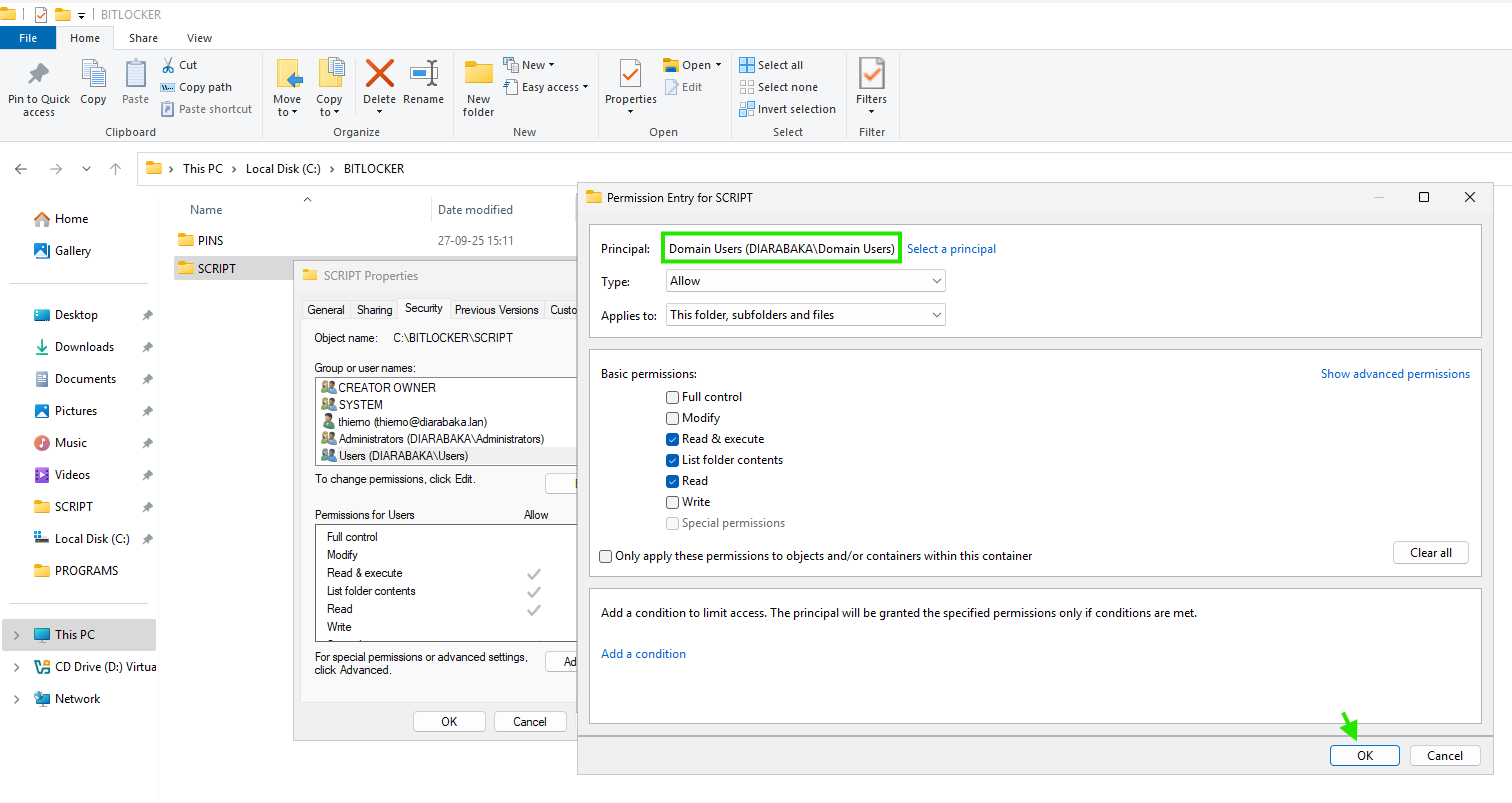 BITLOCKER
File Home Share View
Pin to Quick access
Copy
Paste
Cut
Copy path
Paste shortcut
Clipboard
Move to
Copy to
Delete
Rename
Organize
New folder
New
Easy access
New
Properties
Open
Edit
Open
Select all
Select none
Invert selection
Select
Filters
Filter
This PC > Local Disk (C:) > BITLOCKER
Home
Gallery
Desktop
Downloads
Documents
Pictures
Music
Videos
SCRIPT
Local Disk (C:)
PROGRAMS
This PC
CD Drive (D:) Virtua
Network
Name Date modified
PINS 27-09-25 15:11
SCRIPT
SCRIPT Properties
General Sharing Security Previous Versions Custo
Object name: C:\BITLOCKER\SCRIPT
Group or user names:
CREATOR OWNER
SYSTEM
thierno (thierno@diarabaka.lan)
Administrators (DIARABAKA\Administrators)
Users (DIARABAKA\Users)
To change permissions, click Edit.
Permissions for Users Allow
Full control
Modify
Read & execute
List folder contents
Read
Write
For special permissions or advanced settings,
click Advanced.
Ad
OK Cancel
Permission Entry for SCRIPT
Principal: Domain Users (DIARABAKA\Domain Users) Select a principal
Type: Allow
Applies to: This folder, subfolders and files
Basic permissions: Show advanced permissions
Full control
Modify
Read & execute
List folder contents
Read
Write
Special permissions
Only apply these permissions to objects and/or containers within this container
Clear all
Add a condition to limit access. The principal will be granted the specified permissions only if conditions are met.
Add a condition
OK Cancel